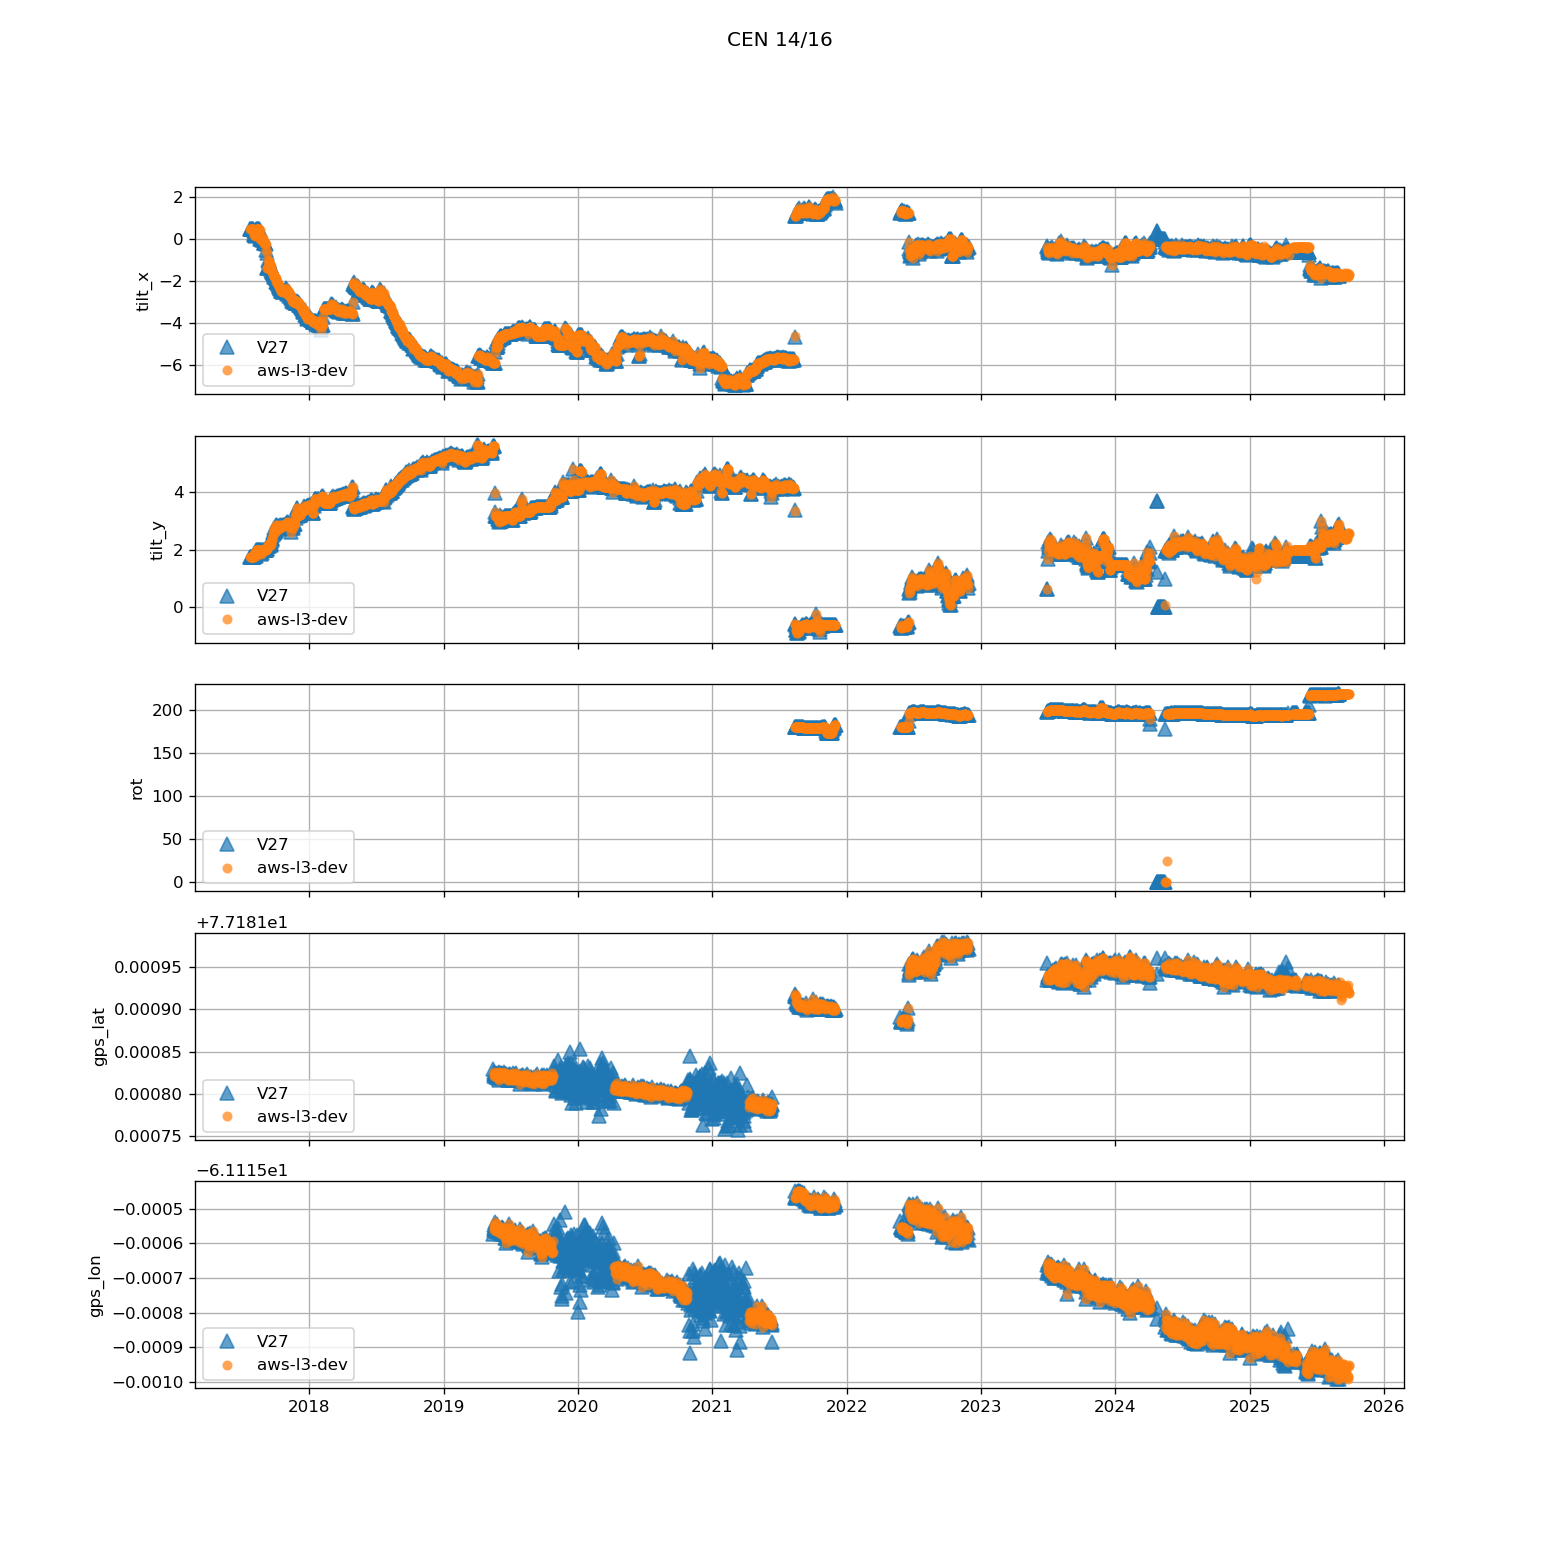 CEN 14/16
2
0
−2
−4
−6
tilt_x
V27
aws-l3-dev
4
2
0
tilt_y
V27
aws-l3-dev
200
150
100
50
0
rot
V27
aws-l3-dev
+7.7181e1
0.00095
0.00090
0.00085
0.00080
0.00075
gps_lat
V27
aws-l3-dev
−6.1115e1
−0.0005
−0.0006
−0.0007
−0.0008
−0.0009
−0.0010
gps_lon
V27
aws-l3-dev
2018 2019 2020 2021 2022 2023 2024 2025 2026